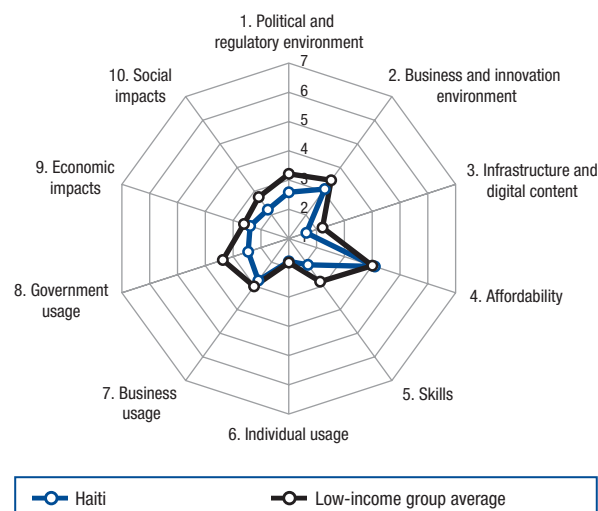 1. Political and
regulatory environment
7
10. Social
impacts
6
2. Business and innovation
environment
5
4
9. Economic
impacts
3
3. Infrastructure and
digital content
2
1
8. Government
usage
4. Affordability
7. Business
usage
5. Skills
6. Individual usage
Haiti
Low-income group average